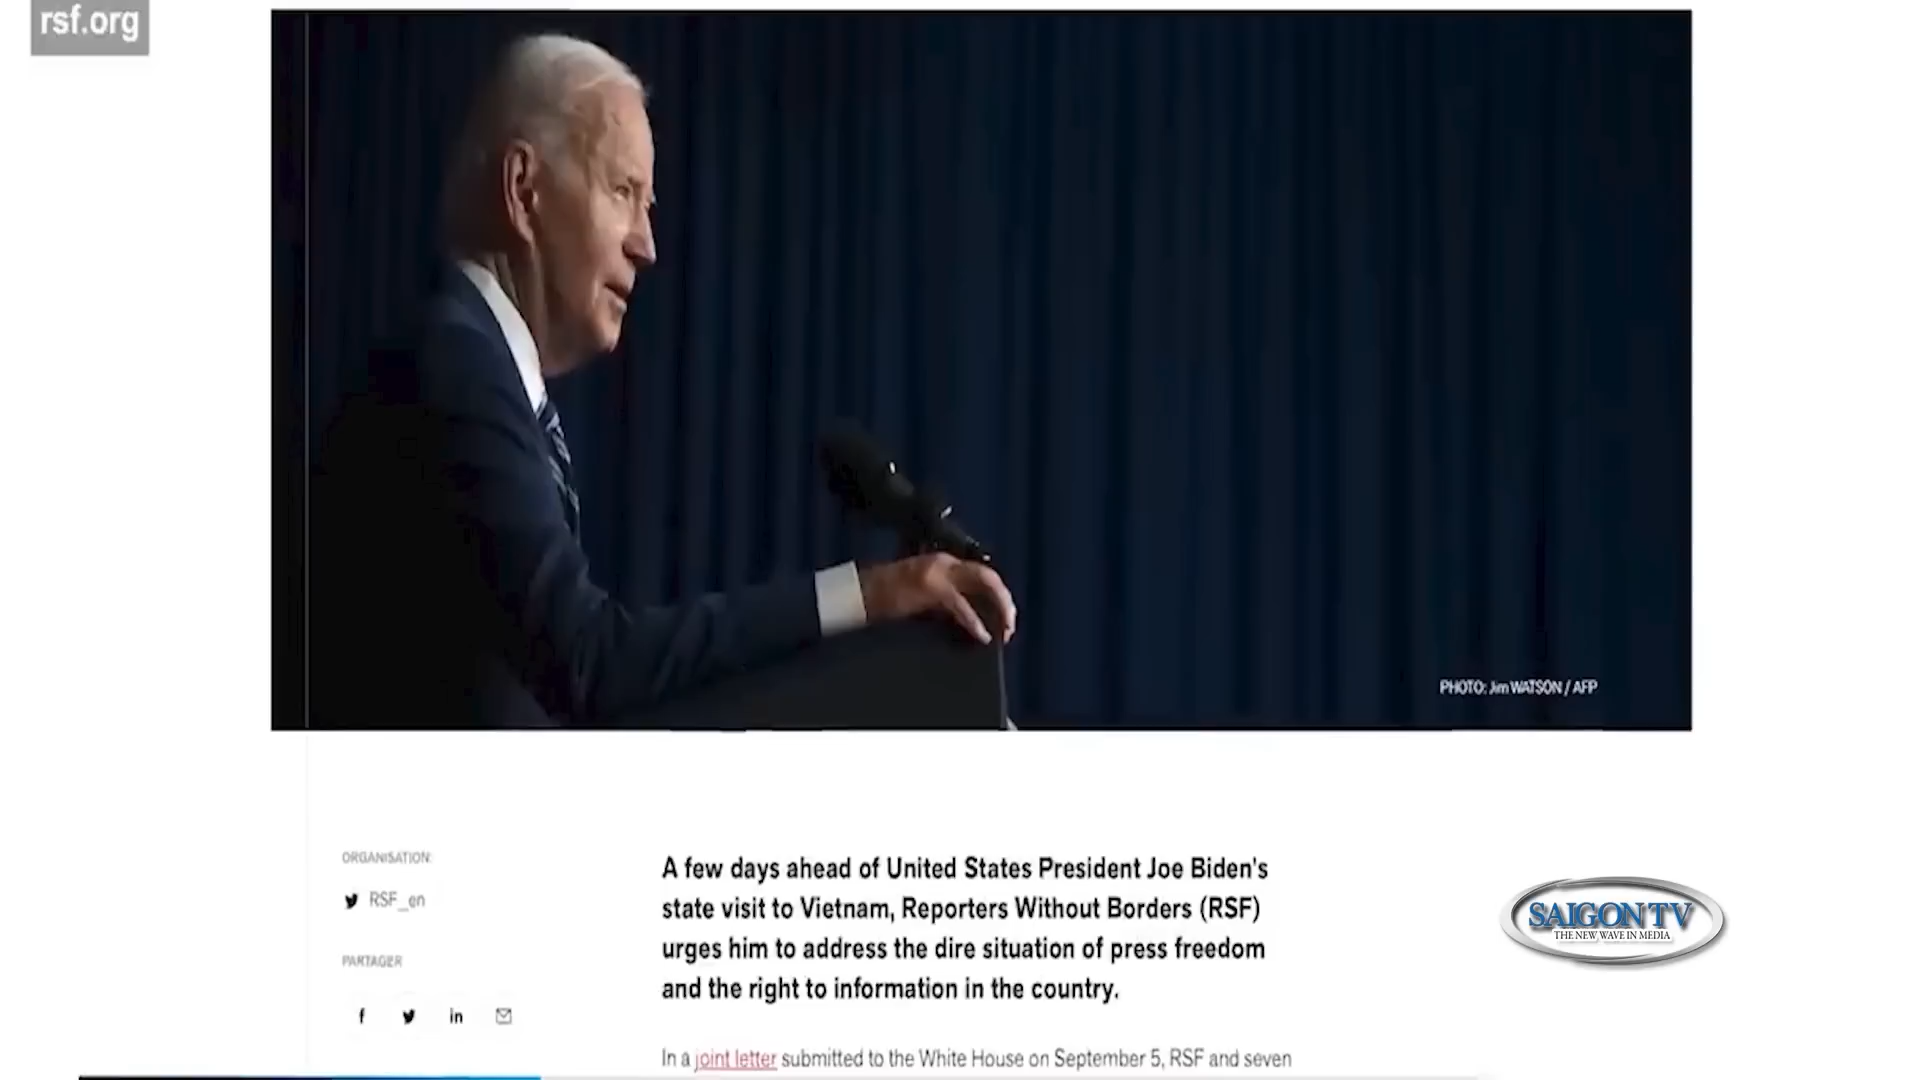 rsf.org
PHOTO: Jim WATSON / AFP
ORGANISATION:
RSF_en
PARTAGER
A few days ahead of United States President Joe Biden's
state visit to Vietnam, Reporters Without Borders (RSF)
urges him to address the dire situation of press freedom
and the right to information in the country.
In a joint letter submitted to the White House on September 5, RSF and seven
SAIGON TV
THE NEW WAVE IN MEDIA